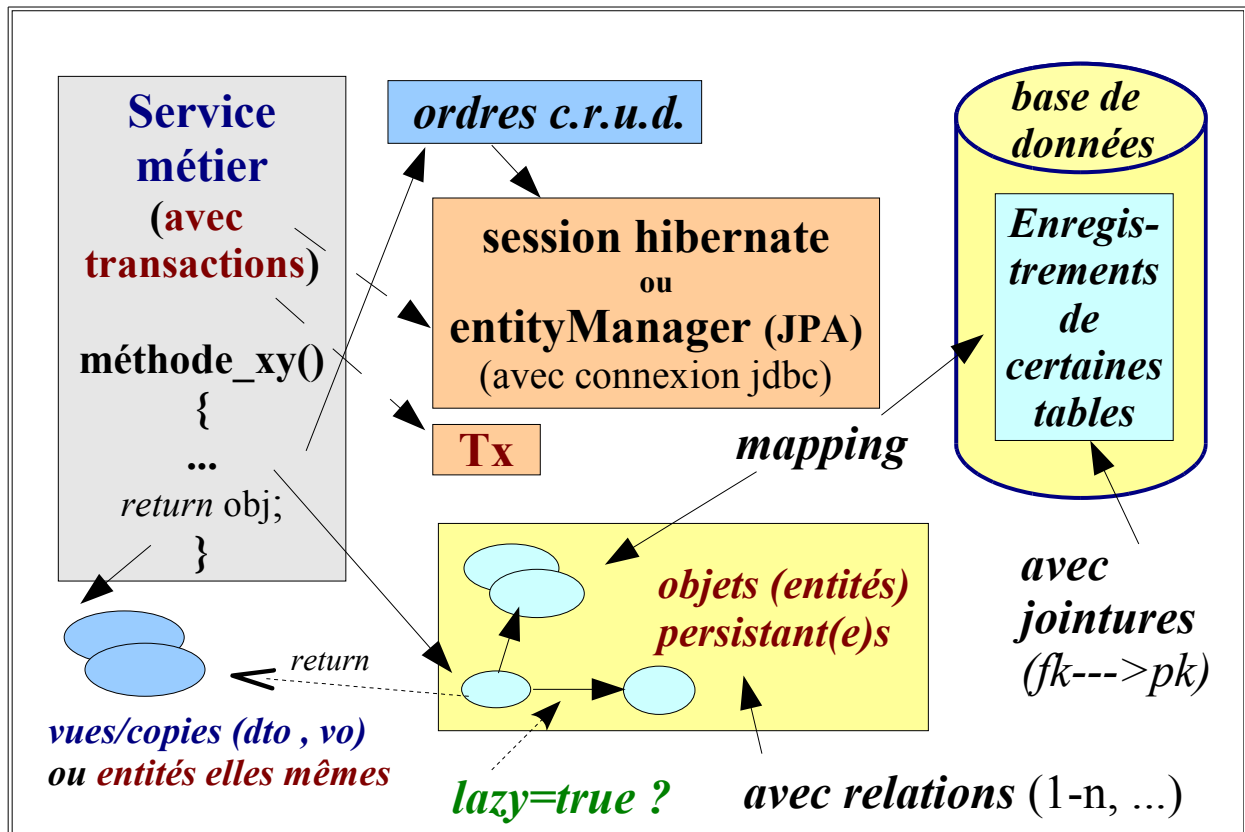 Service
métier
(avec
transactions)
méthode_xy()
{
...
return obj;
}
ordres c.r.u.d.
session hibernate
ou
entityManager (JPA)
(avec connexion jdbc)
Tx
mapping
base de
données
Enregis-
trements
de
certaines
tables
avec
jointures
(fk--->pk)
objets (entités)
persistant(e)s
return
vues/copies (dto , vo)
ou entités elles mêmes
lazy=true ?
avec relations (1-n, ...)